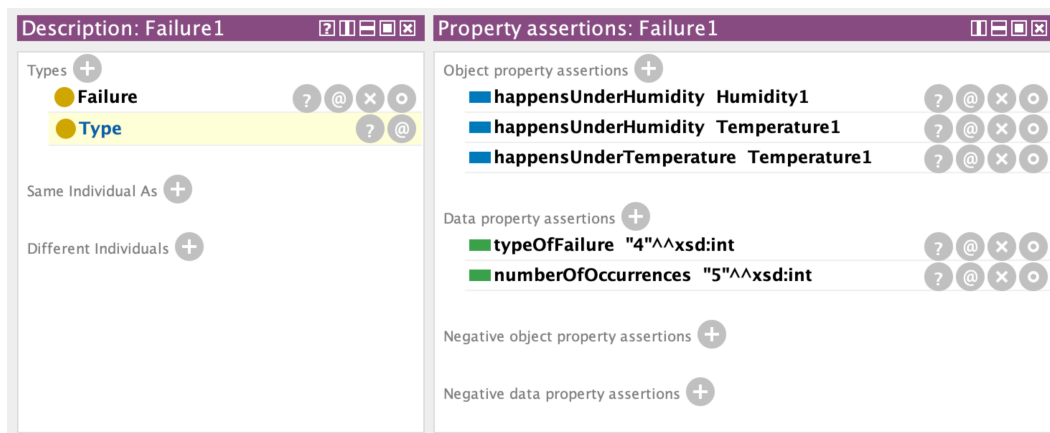 Description: Failure1
Types
Failure
Type
Same Individual As
Different Individuals
Property assertions: Failure1
Object property assertions
happensUnderHumidity Humidity1
happensUnderHumidity Temperature1
happensUnderTemperature Temperature1
Data property assertions
typeOfFailure "4"^^xsd:int
numberOfOccurrences "5"^^xsd:int
Negative object property assertions
Negative data property assertions